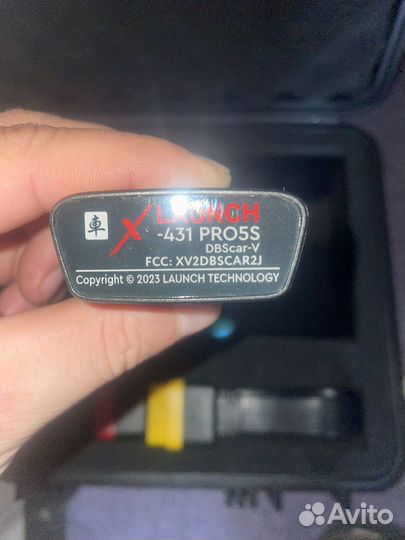 車 X LAUNCH
-431 PRO5S
DBScar-V
FCC: XV2DBSCAR2J
Copyright © 2023 LAUNCH TECHNOLOGY
Avito